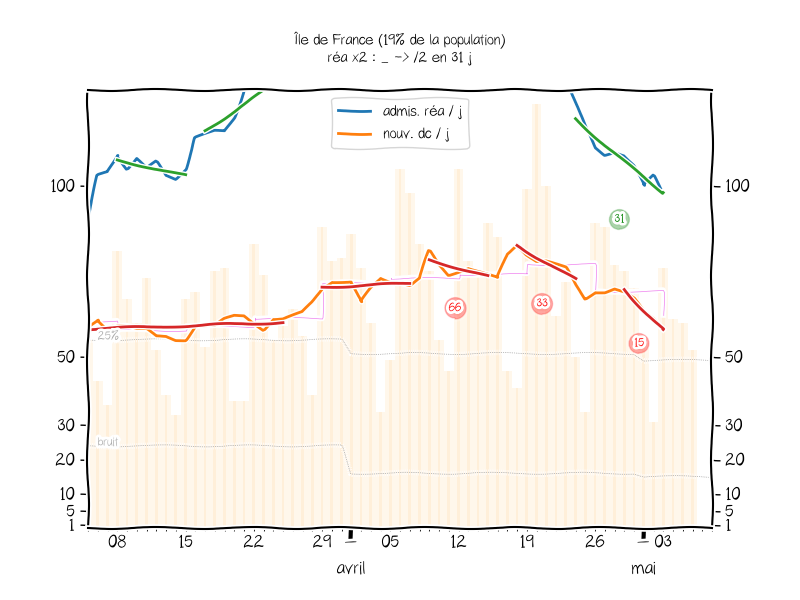 Île de France (19% de la population)
réa x2 : _ -> /2 en 31 j
admis. réa / j
nouv. dc / j
100
100
31
66
33
25%
15
50
50
bruit
30
30
20
20
10
10
5
5
1
1
08 15 22 29 05 12 19 26 03
avril mai